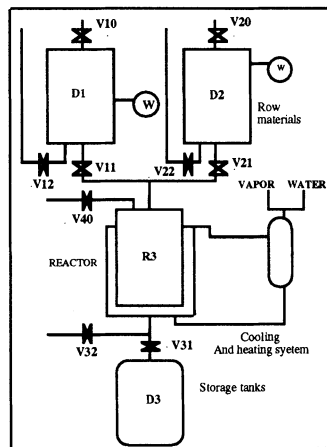 V10
V20
D1
W
D2
w
Row
materials
V11
V12
V22
V21
VAPOR WATER
V40
REACTOR
R3
Cooling
And heating syetem
V32
V31
D3
Storage tanks